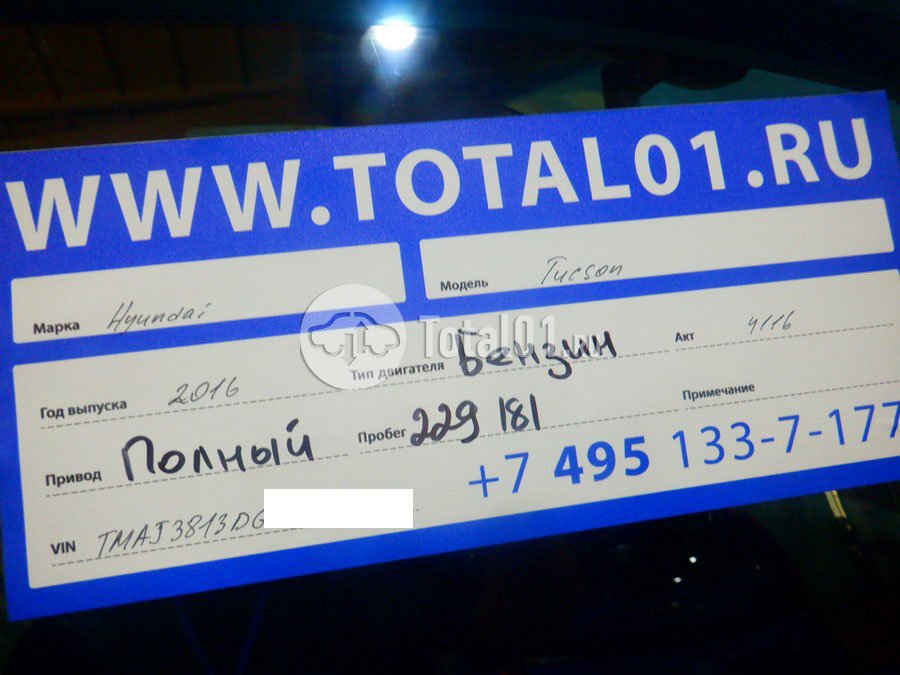 WWW.TOTAL01.RU
Марка Hyundai Модель Tucson
Total01.ru
Год выпуска 2016 Тип двигателя Бензин Акт 4116
Привод Полный Пробег 229 181 Примечание
+7 495 133-7-177
VIN TMAJ3813DG